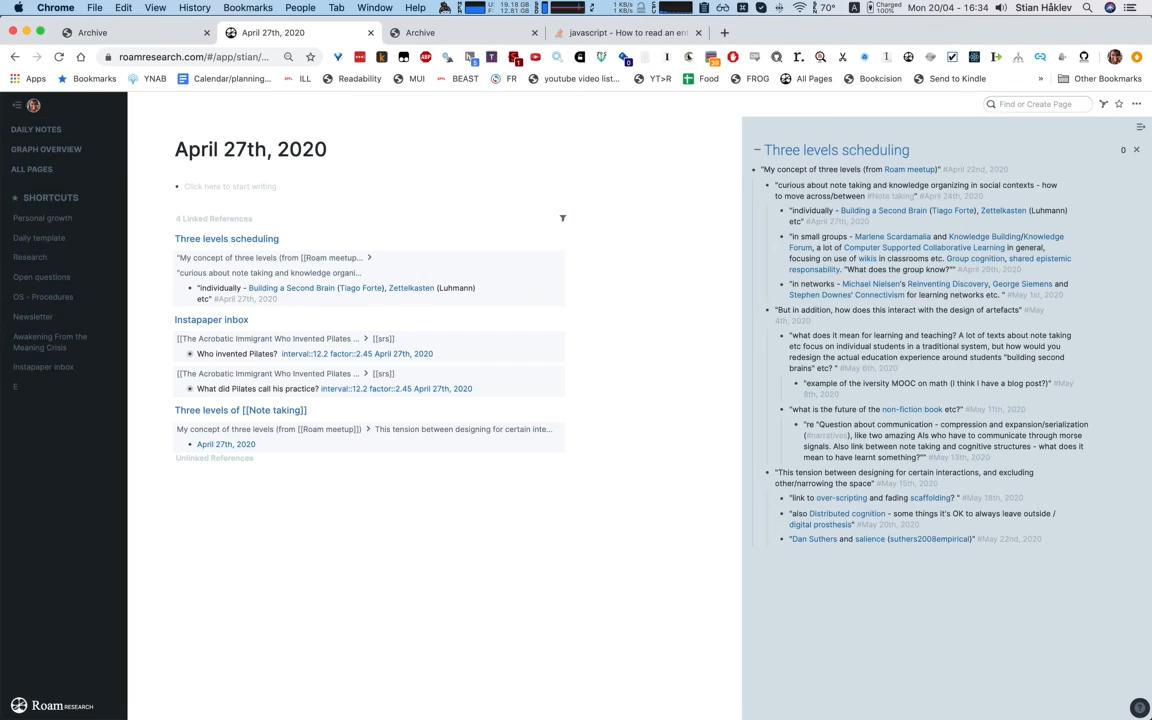 Chrome File Edit View History Bookmarks People Tab Window Help
U: 19.18 GB
12.81 GB
1 KB/s
1 KB/s
70°
Charged
100%
Mon 20/04 - 16:34 Stian Håklev
Archive
April 27th, 2020
Archive
javascript - How to read an ent
roamresearch.com/#/app/stian/...
Apps Bookmarks YNAB Calendar/planning... ILL Readability MUI BEAST FR youtube video list... YT>R Food FROG All Pages Bookcision Send to Kindle » Other Bookmarks
Find or Create Page
DAILY NOTES
GRAPH OVERVIEW
ALL PAGES
SHORTCUTS
Personal growth
Daily template
Research
Open questions
OS - Procedures
Newsletter
Awakening From the
Meaning Crisis
Instapaper inbox
E
Roam RESEARCH
April 27th, 2020
Click here to start writing
4 Linked References
Three levels scheduling
"My concept of three levels (from [[Roam meetup... >
"curious about note taking and knowledge organi...
"individually - Building a Second Brain (Tiago Forte), Zettelkasten (Luhmann)
etc" #April 27th, 2020
Instapaper inbox
[[The Acrobatic Immigrant Who Invented Pilates ... > [[srs]]
Who invented Pilates? interval::12.2 factor::2.45 April 27th, 2020
[[The Acrobatic Immigrant Who Invented Pilates ... > [[srs]]
What did Pilates call his practice? interval::12.2 factor::2.45 April 27th, 2020
Three levels of [[Note taking]]
My concept of three levels (from [[Roam meetup]]) > This tension between designing for certain inte...
April 27th, 2020
Unlinked References
Three levels scheduling
0
"My concept of three levels (from Roam meetup)" #April 22nd, 2020
"curious about note taking and knowledge organizing in social contexts - how
to move across/between #Note taking" #April 24th, 2020
"individually - Building a Second Brain (Tiago Forte), Zettelkasten (Luhmann)
etc" #April 27th, 2020
"in small groups - Marlene Scardamalia and Knowledge Building/Knowledge
Forum, a lot of Computer Supported Collaborative Learning in general,
focusing on use of wikis in classrooms etc. Group cognition, shared epistemic
responsability. "What does the group know?"" #April 29th, 2020
"in networks - Michael Nielsen's Reinventing Discovery, George Siemens and
Stephen Downes' Connectivism for learning networks etc. " #May 1st, 2020
"But in addition, how does this interact with the design of artefacts" #May
4th, 2020
"what does it mean for learning and teaching? A lot of texts about note taking
etc focus on individual students in a traditional system, but how would you
redesign the actual education experience around students "building second
brains" etc? " #May 6th, 2020
"example of the iversity MOOC on math (I think I have a blog post?)" #May
8th, 2020
"what is the future of the non-fiction book etc?" #May 11th, 2020
"re "Question about communication - compression and expansion/serialization
(#narratives), like two amazing AIs who have to communicate through morse
signals. Also link between note taking and cognitive structures - what does it
mean to have learnt something?"" #May 13th, 2020
"This tension between designing for certain interactions, and excluding
other/narrowing the space" #May 15th, 2020
"link to over-scripting and fading scaffolding? " #May 18th, 2020
"also Distributed cognition - some things it's OK to always leave outside /
digital prosthesis" #May 20th, 2020
"Dan Suthers and salience (suthers2008empirical)" #May 22nd, 2020